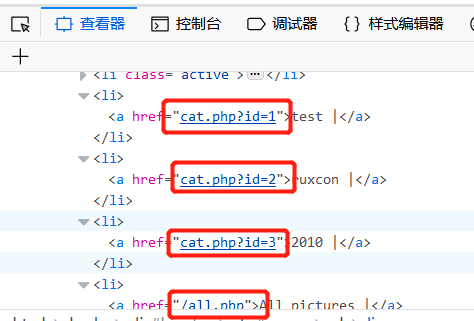 查看器 控制台 调试器 {} 样式编辑器
+
<li class="active">
<li>
<a href="cat.php?id=1">test |</a>
</li>
<li>
<a href="cat.php?id=2">ruxcon |</a>
</li>
<li>
<a href="cat.php?id=3">2010 |</a>
</li>
<li>
<a href="/all.php">All pictures |</a>